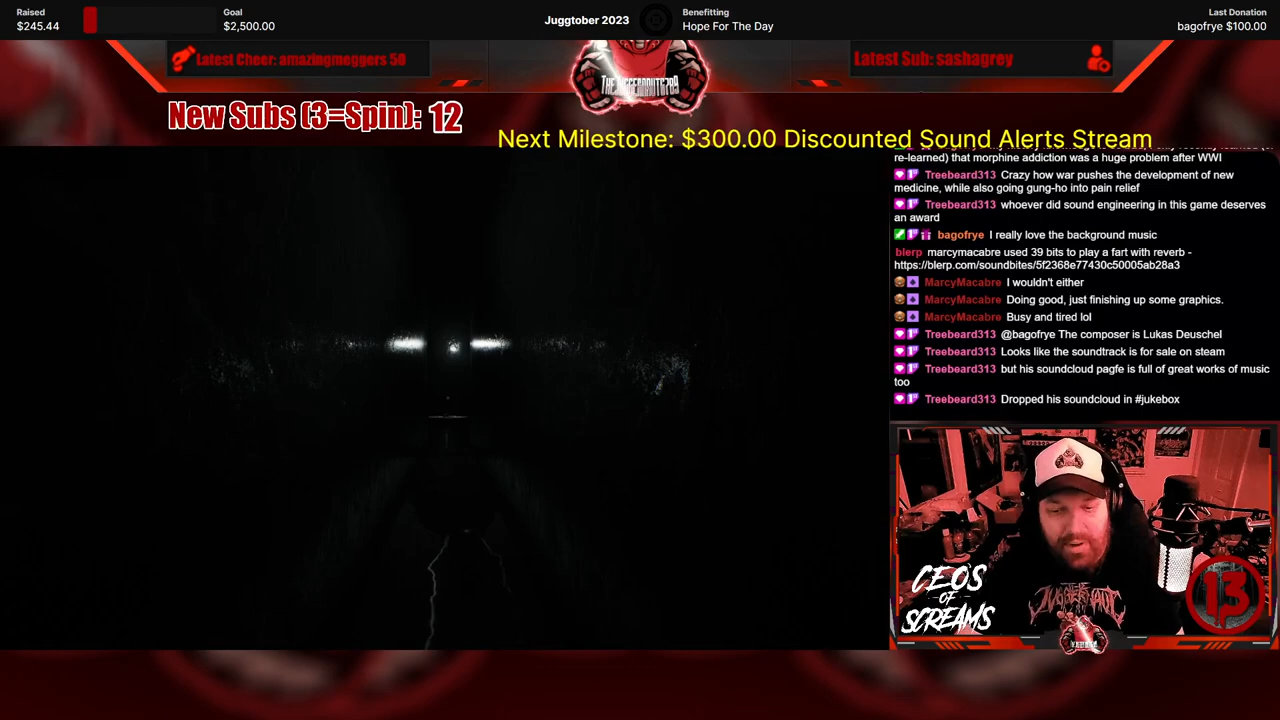 Raised
$245.44
Goal
$2,500.00
Juggtober 2023
Benefitting
Hope For The Day
Last Donation
bagofrye $100.00
Latest Cheer: amazingmeggers 50
Latest Sub: sashagrey
THEJUGGERNAUT6789
New Subs (3=Spin): 12
Next Milestone: $300.00 Discounted Sound Alerts Stream
re-learned) that morphine addiction was a huge problem after WWI
Treebeard313 Crazy how war pushes the development of new
medicine, while also going gung-ho into pain relief
Treebeard313 whoever did sound engineering in this game deserves
an award
bagofrye I really love the background music
blerp marcymacabre used 39 bits to play a fart with reverb -
https://blerp.com/soundbites/5f2368e77430c50005ab28a3
MarcyMacabre I wouldn't either
MarcyMacabre Doing good, just finishing up some graphics.
MarcyMacabre Busy and tired lol
Treebeard313 @bagofrye The composer is Lukas Deuschel
Treebeard313 Looks like the soundtrack is for sale on steam
Treebeard313 but his soundcloud pagfe is full of great works of music
too
Treebeard313 Dropped his soundcloud in #jukebox
CEOS
OF
SCREAMS
JUGGERNAUT
13